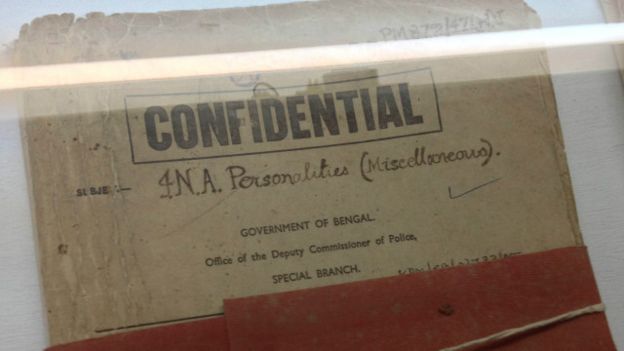 CONFIDENTIAL
I.N.A. Personalities (Miscellaneous).
GOVERNMENT OF BENGAL.
Office of the Deputy Commissioner of Police,
SPECIAL BRANCH.